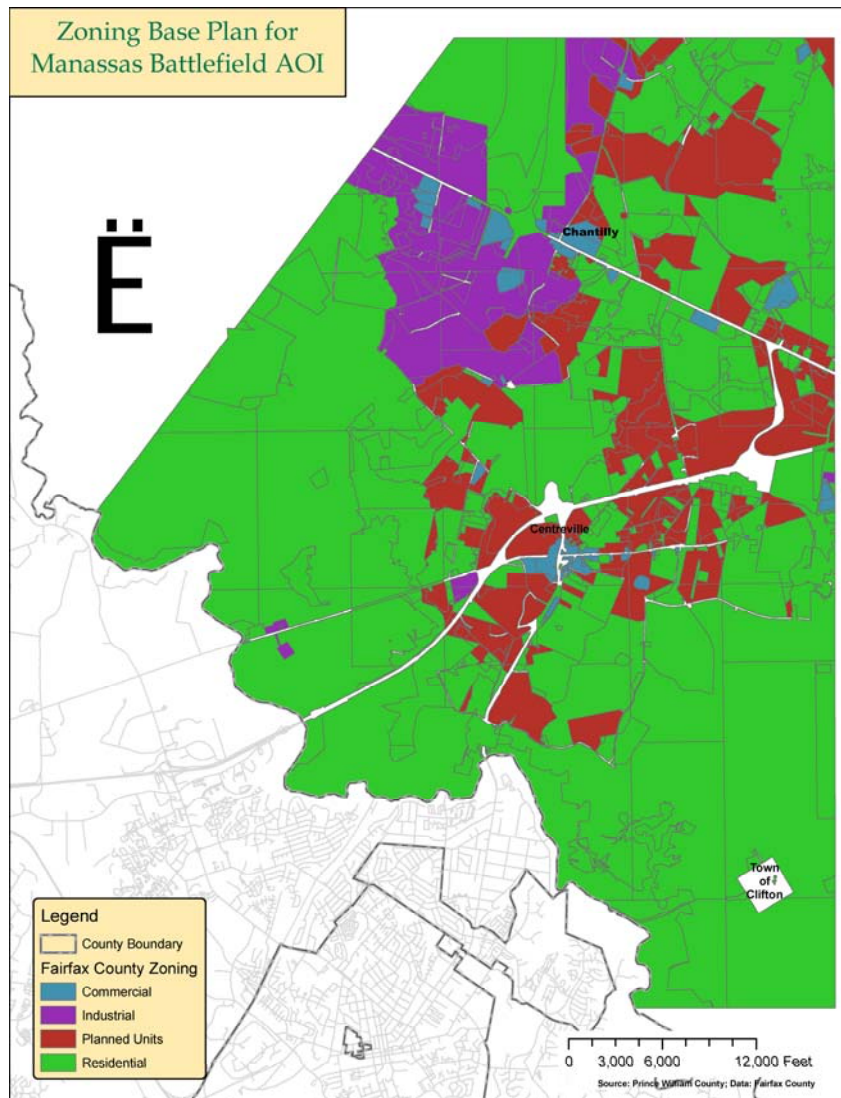 Zoning Base Plan for
Manassas Battlefield AOI
Ë
Chantilly
Centreville
Town
of
Clifton
Legend
County Boundary
Fairfax County Zoning
Commercial
Industrial
Planned Units
Residential
0 3,000 6,000 12,000 Feet
Source: Prince William County; Data: Fairfax County